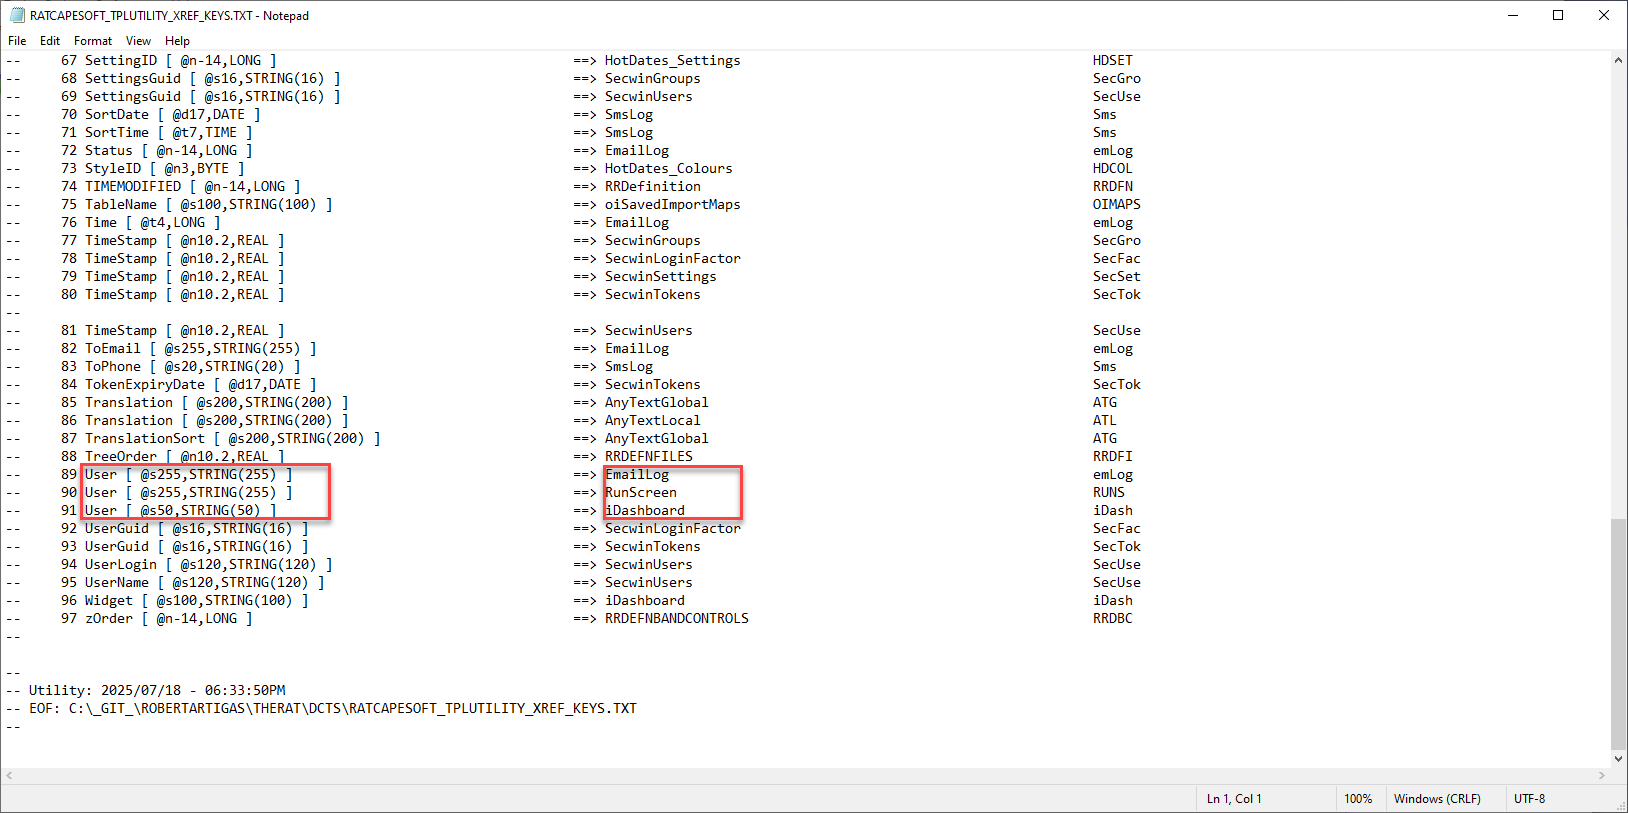 RATCAPESOFT_TPLUTILITY_XREF_KEYS.TXT - Notepad
File Edit Format View Help
-- 67 SettingID [ @n-14,LONG ] ==> HotDates_Settings HDSET
-- 68 SettingsGuid [ @s16,STRING(16) ] ==> SecwinGroups SecGro
-- 69 SettingsGuid [ @s16,STRING(16) ] ==> SecwinUsers SecUse
-- 70 SortDate [ @d17,DATE ] ==> SmsLog Sms
-- 71 SortTime [ @t7,TIME ] ==> SmsLog Sms
-- 72 Status [ @n-14,LONG ] ==> EmailLog emLog
-- 73 StyleID [ @n3,BYTE ] ==> HotDates_Colours HDCOL
-- 74 TIMEMODIFIED [ @n-14,LONG ] ==> RRDefinition RRDFN
-- 75 TableName [ @s100,STRING(100) ] ==> oiSavedImportMaps OIMAPS
-- 76 Time [ @t4,LONG ] ==> EmailLog emLog
-- 77 TimeStamp [ @n10.2,REAL ] ==> SecwinGroups SecGro
-- 78 TimeStamp [ @n10.2,REAL ] ==> SecwinLoginFactor SecFac
-- 79 TimeStamp [ @n10.2,REAL ] ==> SecwinSettings SecSet
-- 80 TimeStamp [ @n10.2,REAL ] ==> SecwinTokens SecTok
--
-- 81 TimeStamp [ @n10.2,REAL ] ==> SecwinUsers SecUse
-- 82 ToEmail [ @s255,STRING(255) ] ==> EmailLog emLog
-- 83 ToPhone [ @s20,STRING(20) ] ==> SmsLog Sms
-- 84 TokenExpiryDate [ @d17,DATE ] ==> SecwinTokens SecTok
-- 85 Translation [ @s200,STRING(200) ] ==> AnyTextGlobal ATG
-- 86 Translation [ @s200,STRING(200) ] ==> AnyTextLocal ATL
-- 87 TranslationSort [ @s200,STRING(200) ] ==> AnyTextGlobal ATG
-- 88 TreeOrder [ @n10.2,REAL ] ==> RRDEFNFILES RRDFI
-- 89 User [ @s255,STRING(255) ] ==> EmailLog emLog
-- 90 User [ @s255,STRING(255) ] ==> RunScreen RUNS
-- 91 User [ @s50,STRING(50) ] ==> iDashboard iDash
-- 92 UserGuid [ @s16,STRING(16) ] ==> SecwinLoginFactor SecFac
-- 93 UserGuid [ @s16,STRING(16) ] ==> SecwinTokens SecTok
-- 94 UserLogin [ @s120,STRING(120) ] ==> SecwinUsers SecUse
-- 95 UserName [ @s120,STRING(120) ] ==> SecwinUsers SecUse
-- 96 Widget [ @s100,STRING(100) ] ==> iDashboard iDash
-- 97 zOrder [ @n-14,LONG ] ==> RRDEFNBANDCONTROLS RRDBC
--
--
-- Utility: 2025/07/18 - 06:33:50PM
-- EOF: C:\_GIT_\ROBERTARTIGAS\THERAT\DCTS\RATCAPESOFT_TPLUTILITY_XREF_KEYS.TXT
--
Ln 1, Col 1 100% Windows (CRLF) UTF-8